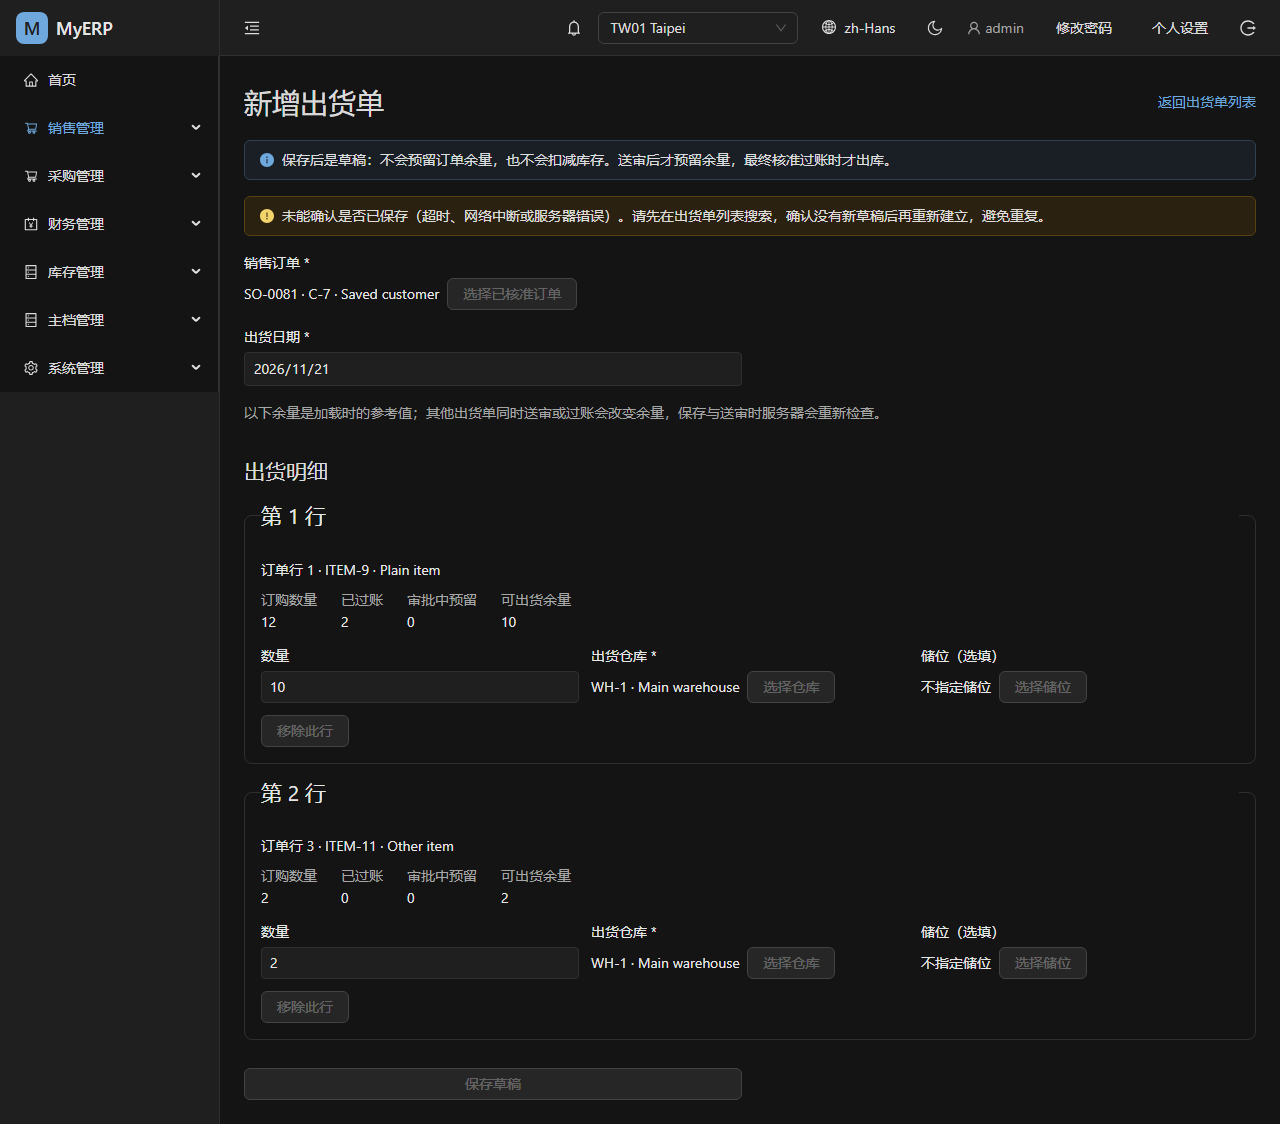 M MyERP
TW01 Taipei
zh-Hans
admin
修改密码
个人设置
首页
销售管理
采购管理
财务管理
库存管理
主档管理
系统管理
新增出货单
返回出货单列表
保存后是草稿：不会预留订单余量，也不会扣减库存。送审后才预留余量，最终核准过账时才出库。
未能确认是否已保存（超时、网络中断或服务器错误）。请先在出货单列表搜索，确认没有新草稿后再重新建立，避免重复。
销售订单 *
SO-0081 · C-7 · Saved customer 选择已核准订单
出货日期 *
2026/11/21
以下余量是加载时的参考值；其他出货单同时送审或过账会改变余量，保存与送审时服务器会重新检查。
出货明细
第 1 行
订单行 1 · ITEM-9 · Plain item
订购数量 已过账 审批中预留 可出货余量
12 2 0 10
数量 出货仓库 * 储位（选填）
10 WH-1 · Main warehouse 选择仓库 不指定储位 选择储位
移除此行
第 2 行
订单行 3 · ITEM-11 · Other item
订购数量 已过账 审批中预留 可出货余量
2 0 0 2
数量 出货仓库 * 储位（选填）
2 WH-1 · Main warehouse 选择仓库 不指定储位 选择储位
移除此行
保存草稿